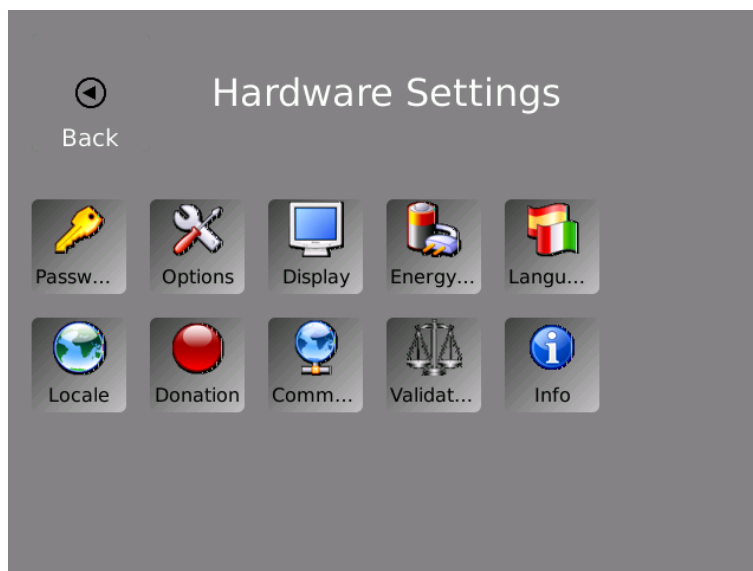 Hardware Settings
Back
Passw...
Options
Display
Energy...
Langu...
Locale
Donation
Comm...
Validat...
Info